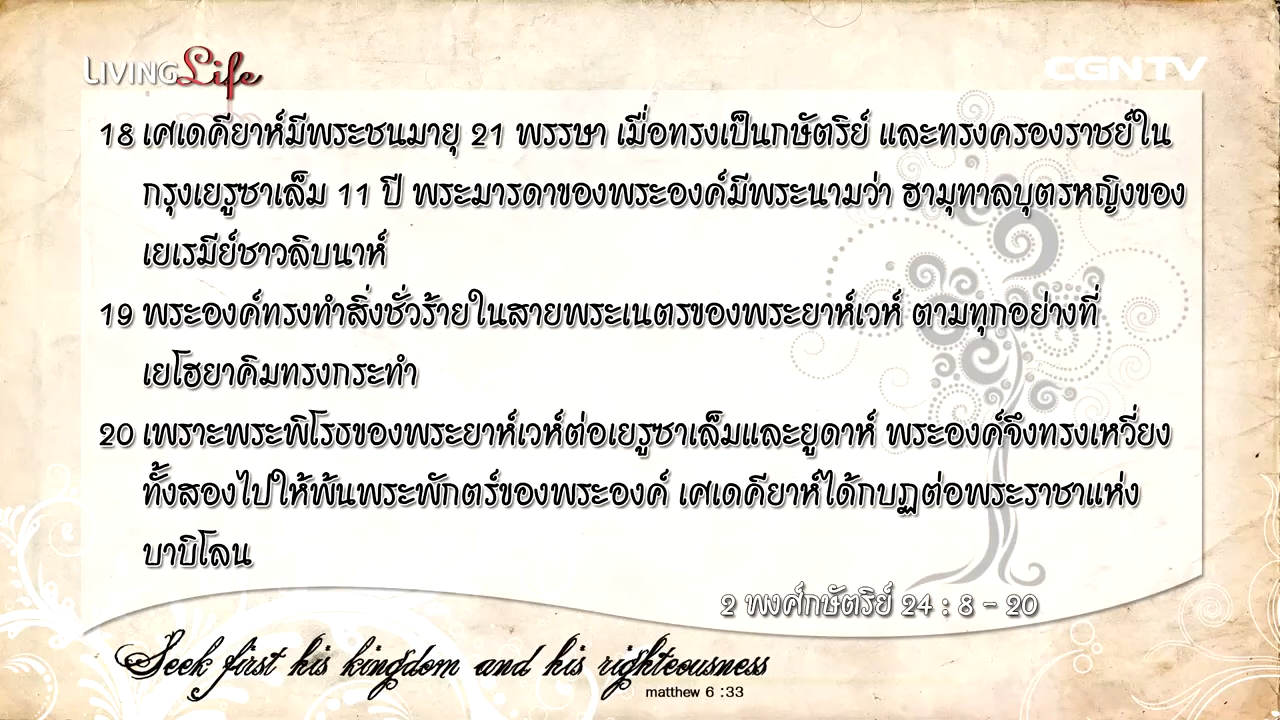 LIVING Life
CGNTV
18 เศเดคียาห์มีพระชนมายุ 21 พรรษา เมื่อทรงเป็นกษัตริย์ และทรงครองราชย์ใน
กรุงเยรูซาเล็ม 11 ปี พระมารดาของพระองค์มีพระนามว่า ฮามุทาลบุตรหญิงของ
เยเรมีย์ชาวลิบนาห์
19 พระองค์ทรงทำสิ่งชั่วร้ายในสายพระเนตรของพระยาห์เวห์ ตามทุกอย่างที่
เยโฮยาคิมทรงกระทำ
20 เพราะพระพิโรธของพระยาห์เวห์ต่อเยรูซาเล็มและยูดาห์ พระองค์จึงทรงเหวี่ยง
ทั้งสองไปให้พ้นพระพักตร์ของพระองค์ เศเดคียาห์ได้กบฏต่อพระราชาแห่ง
บาบิโลน
2 พงศ์กษัตริย์ 24 : 8 - 20
Seek first his kingdom and his righteousness
matthew 6 :33